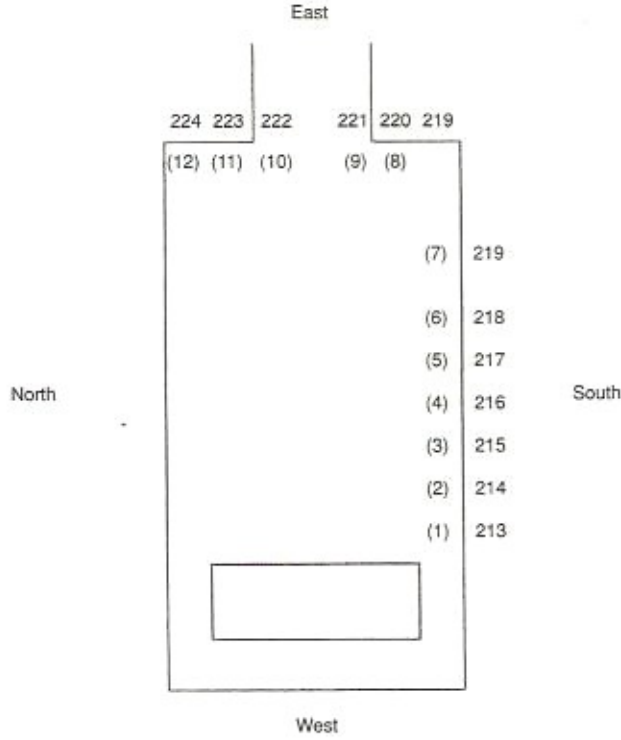 East
224 223 222 221 220 219
(12) (11) (10) (9) (8)
(7) 219
(6) 218
(5) 217
North (4) 216 South
(3) 215
(2) 214
(1) 213
West